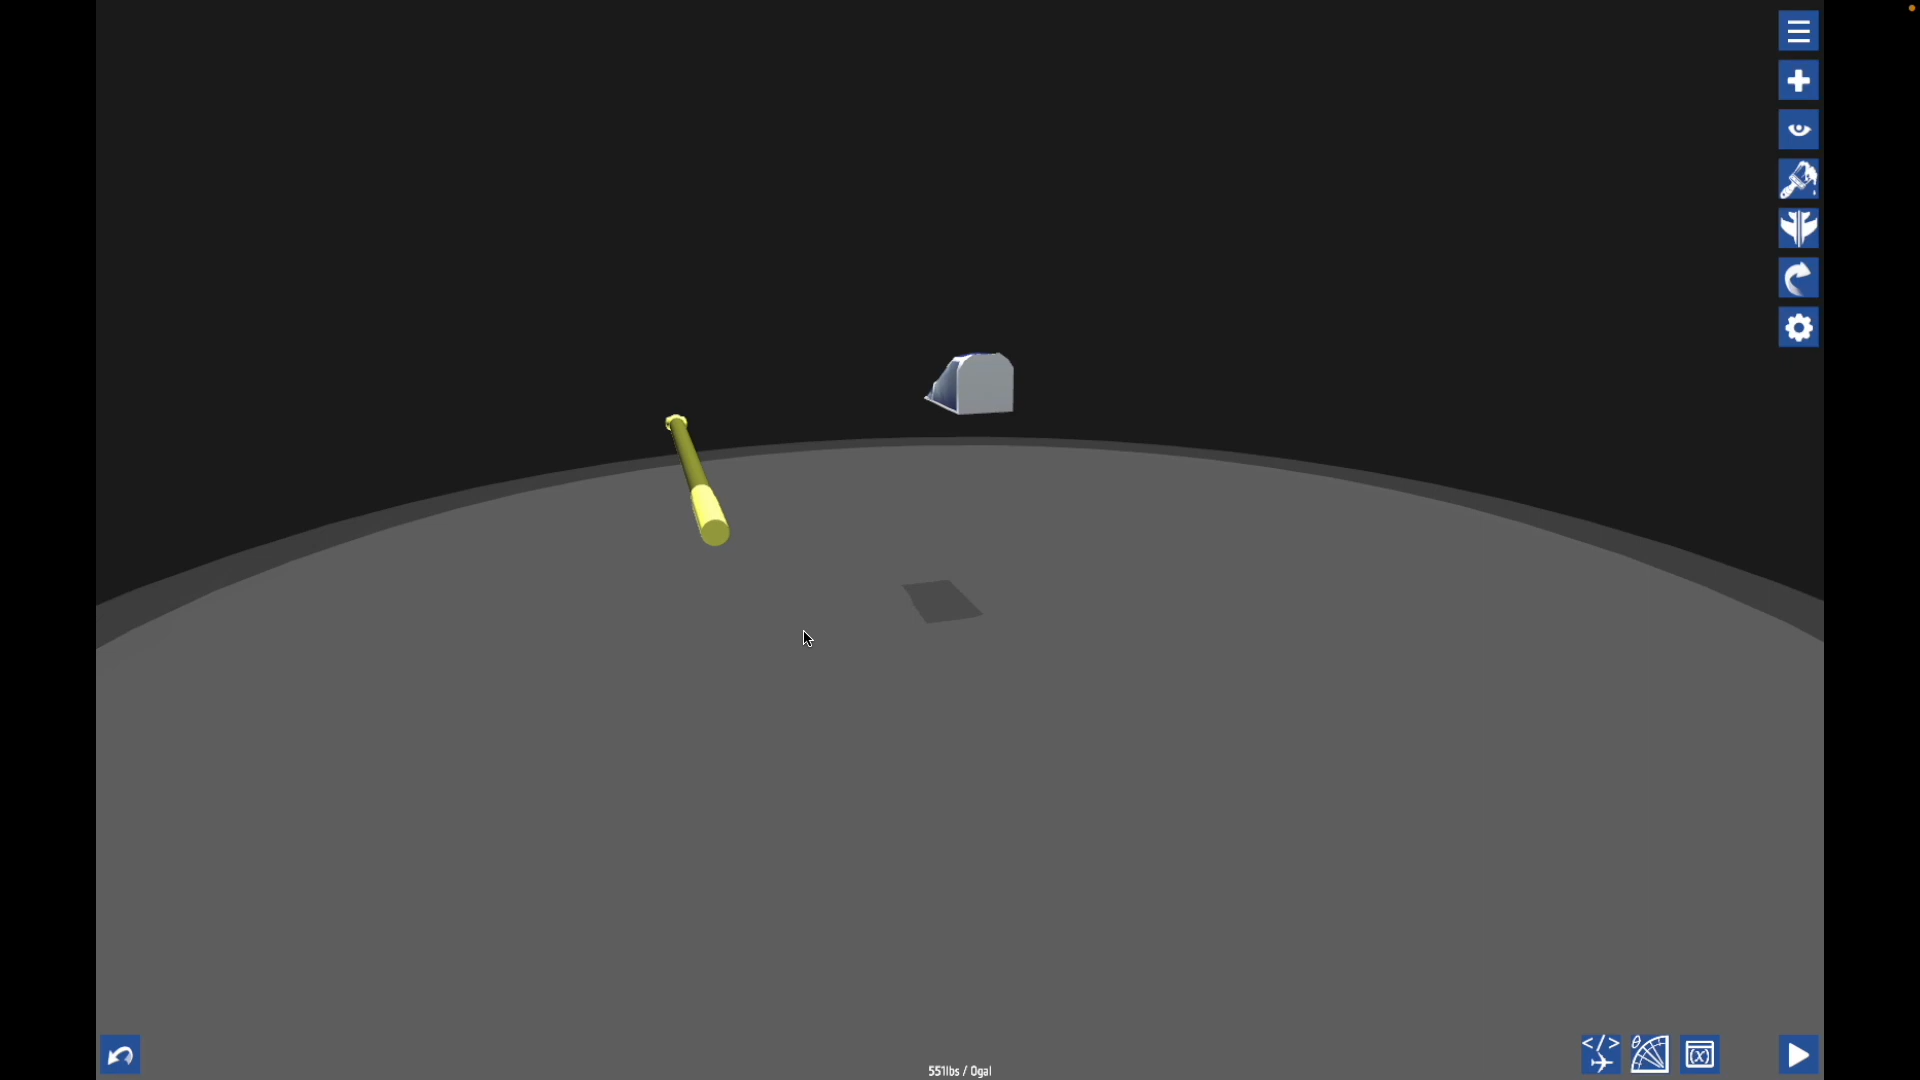 </>
θ
(x)
551lbs / 0gal